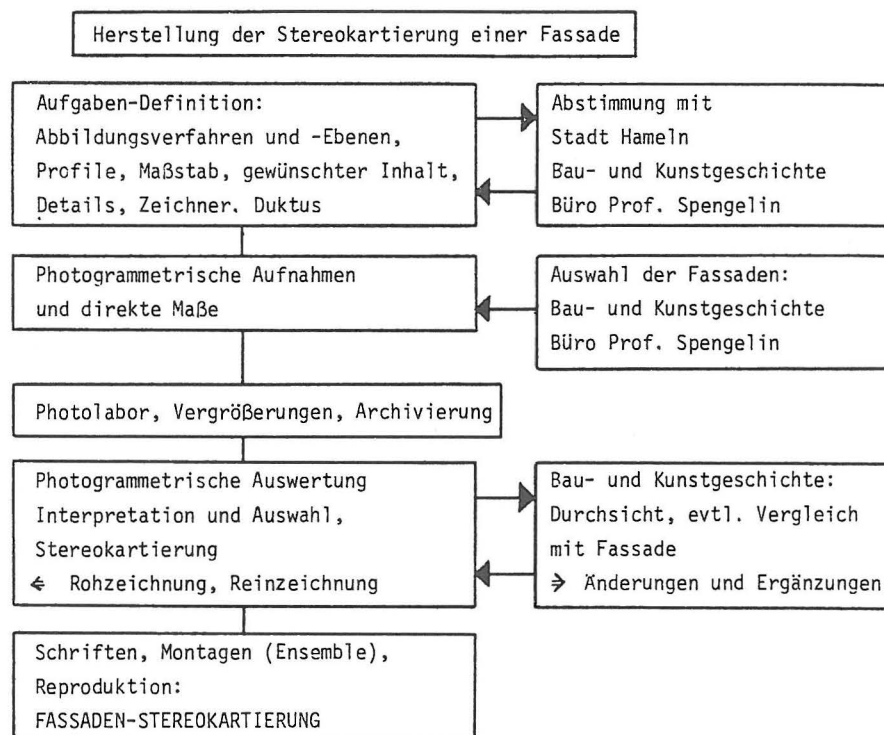 Herstellung der Stereokartierung einer Fassade
Aufgaben-Definition:
Abbildungsverfahren und -Ebenen,
Profile, Maßstab, gewünschter Inhalt,
Details, Zeichner. Duktus
Abstimmung mit
Stadt Hameln
Bau- und Kunstgeschichte
Büro Prof. Spengelin
Photogrammetrische Aufnahmen
und direkte Maße
Auswahl der Fassaden:
Bau- und Kunstgeschichte
Büro Prof. Spengelin
Photolabor, Vergrößerungen, Archivierung
Photogrammetrische Auswertung
Interpretation und Auswahl,
Stereokartierung
← Rohzeichnung, Reinzeichnung
Bau- und Kunstgeschichte:
Durchsicht, evtl. Vergleich
mit Fassade
→ Änderungen und Ergänzungen
Schriften, Montagen (Ensemble),
Reproduktion:
FASSADEN-STEREOKARTIERUNG